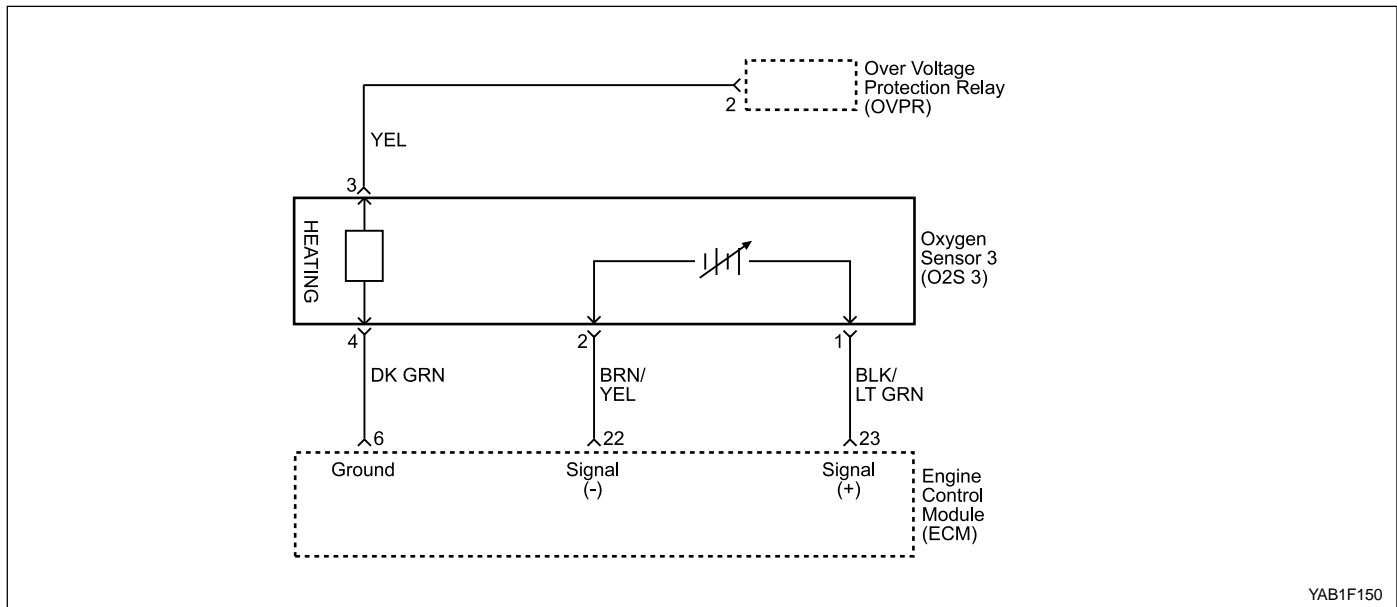 Over Voltage
Protection Relay
(OVPR)
2
YEL
3
HEATING
Oxygen
Sensor 3
(O2S 3)
4
2
1
DK GRN
BRN/
YEL
BLK/
LT GRN
6
22
23
Ground
Signal
(-)
Signal
(+)
Engine
Control
Module
(ECM)
YAB1F150